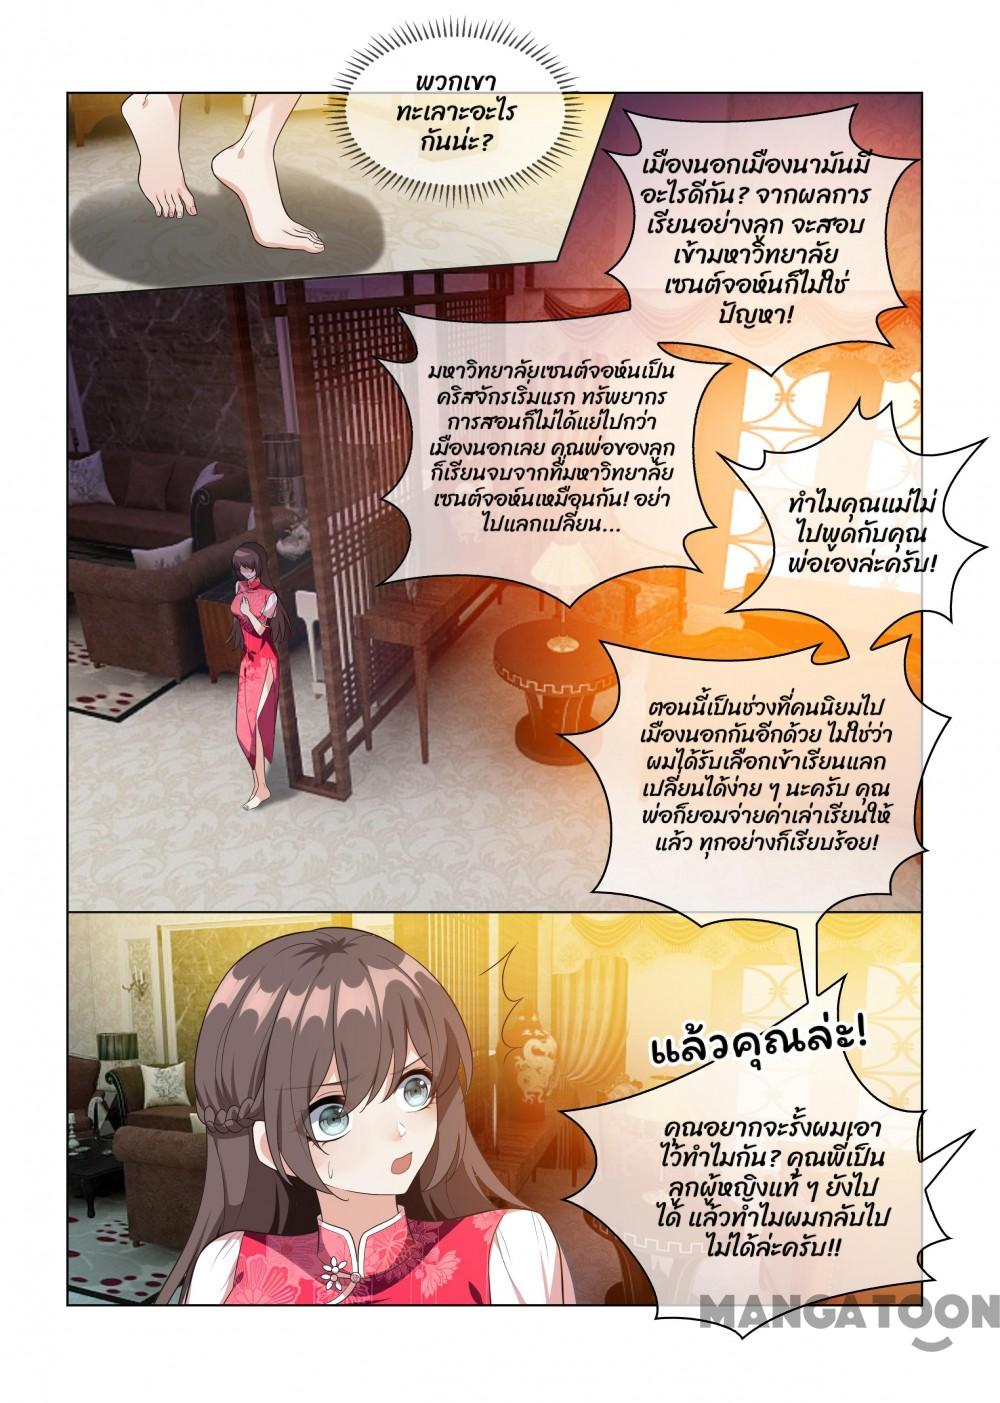 พวกเขา
ทะเลาะอะไร
กันน่ะ?
เมืองนอกเมืองนามันมี
อะไรดีกัน? จากผลการ
เรียนอย่างลูก จะสอบ
เข้ามหาวิทยาลัย
เซนต์จอห์นก็ไม่ใช่
ปัญหา!
มหาวิทยาลัยเซนต์จอห์นเป็น
คริสจักรเริ่มแรก ทรัพยากร
การสอนก็ไม่ได้แย่ไปกว่า
เมืองนอกเลย คุณพ่อของลูก
ก็เรียนจบจากที่มหาวิทยาลัย
เซนต์จอห์นเหมือนกัน! อย่า
ไปแลกเปลี่ยน...
ทำไมคุณแม่ไม่
ไปพูดกับคุณ
พ่อเองล่ะครับ!
ตอนนี้เป็นช่วงที่คนนิยมไป
เมืองนอกกันอีกด้วย ไม่ใช่ว่า
ผมได้รับเลือกเข้าเรียนแลก
เปลี่ยนได้ง่าย ๆ นะครับ คุณ
พ่อก็ยอมจ่ายค่าเล่าเรียนให้
แล้ว ทุกอย่างก็เรียบร้อย!
แล้วคุณล่ะ!
คุณอยากจะรั้งผมเอา
ไว้ทำไมกัน? คุณพี่เป็น
ลูกผู้หญิงแท้ ๆ ยังไป
ได้ แล้วทำไมผมกลับไป
ไม่ได้ล่ะครับ!!
MANGATOON